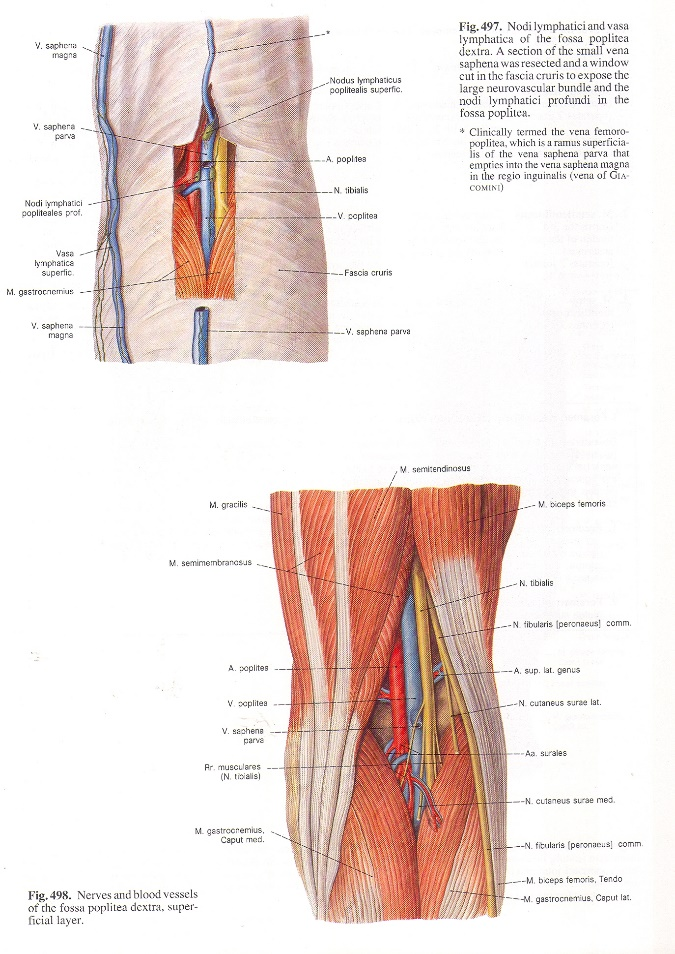 Fig. 497. Nodi lymphatici and vasa
lymphatica of the fossa poplitea
dextra. A section of the small vena
saphena was resected and a window
cut in the fascia cruris to expose the
large neurovascular bundle and the
nodi lymphatici profundi in the
fossa poplitea.
* Clinically termed the vena femoro-
poplitea, which is a ramus superficia-
lis of the vena saphena parva that
empties into the vena saphena magna
in the regio inguinalis (vena of GIA-
COMINI)
V. saphena
magna
V. saphena
parva
Nodi lymphatici
popliteales prof.
Vasa
lymphatica
superfic.
M. gastrocnemius
V. saphena
magna
*
Nodus lymphaticus
poplitealis superfic.
A. poplitea
N. tibialis
V. poplitea
Fascia cruris
V. saphena parva
M. semitendinosus
M. gracilis
M. semimembranosus
A. poplitea
V. poplitea
V. saphena
parva
Rr. musculares
(N. tibialis)
M. gastrocnemius,
Caput med.
M. biceps femoris
N. tibialis
N. fibularis [peronaeus] comm.
A. sup. lat. genus
N. cutaneus surae lat.
Aa. surales
N. cutaneus surae med.
N. fibularis [peronaeus] comm.
M. biceps femoris, Tendo
M. gastrocnemius, Caput lat.
Fig. 498. Nerves and blood vessels
of the fossa poplitea dextra, super-
ficial layer.